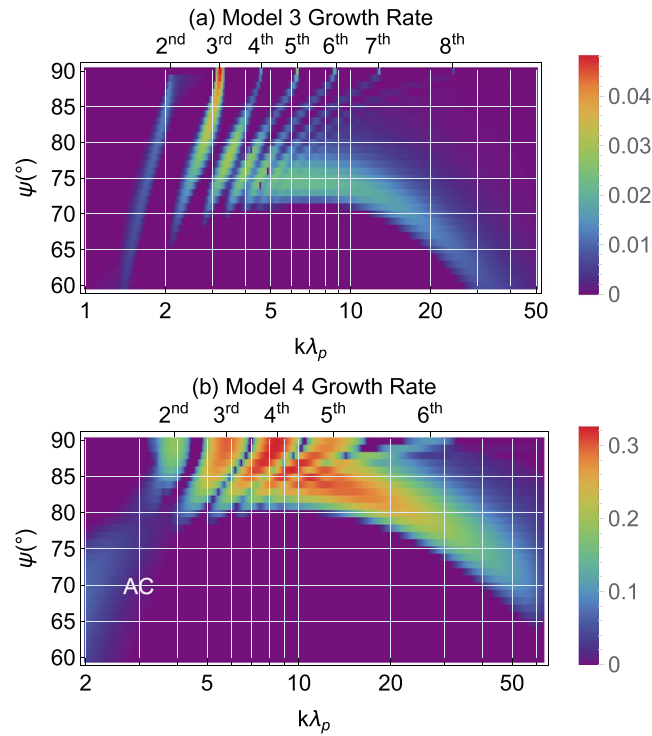 (a) Model 3 Growth Rate
2nd 3rd 4th 5th 6th 7th 8th
90
85
80
75
70
65
60
ψ(°)
1 2 5 10 20 50
kλp
0.04
0.03
0.02
0.01
0
(b) Model 4 Growth Rate
2nd 3rd 4th 5th 6th
90
85
80
75
70
65
60
ψ(°)
AC
2 5 10 20 50
kλp
0.3
0.2
0.1
0